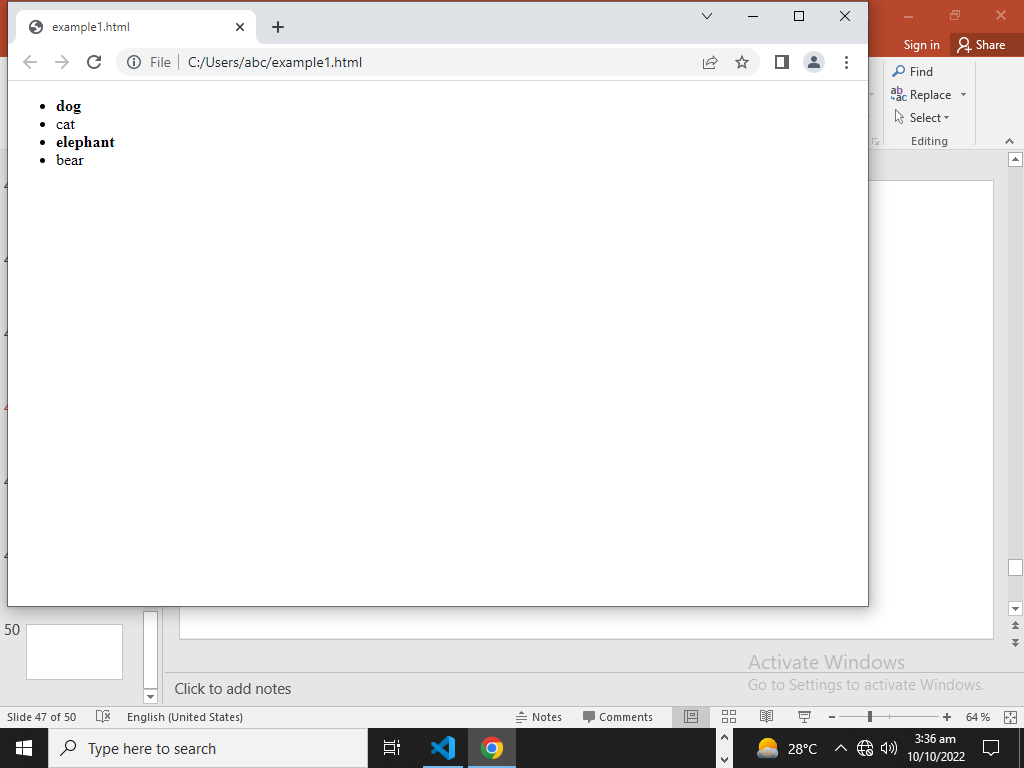 example1.html
File
C:/Users/abc/example1.html
dog
cat
elephant
bear
Sign in
Share
Find
Replace
Select
Editing
50
Click to add notes
Activate Windows
Go to Settings to activate Windows.
Slide 47 of 50
English (United States)
Notes
Comments
64 %
Type here to search
28°C
3:36 am
10/10/2022